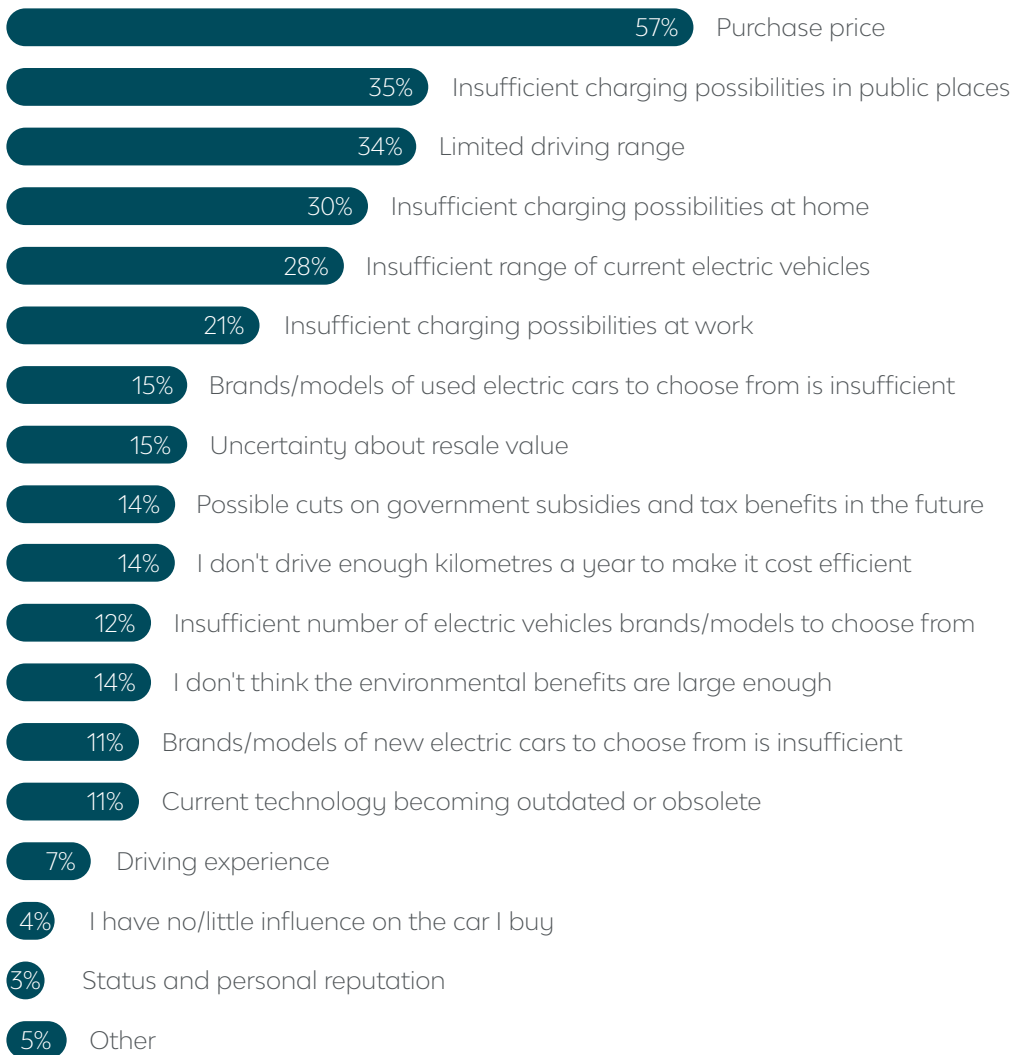 57% Purchase price
35% Insufficient charging possibilities in public places
34% Limited driving range
30% Insufficient charging possibilities at home
28% Insufficient range of current electric vehicles
21% Insufficient charging possibilities at work
15% Brands/models of used electric cars to choose from is insufficient
15% Uncertainty about resale value
14% Possible cuts on government subsidies and tax benefits in the future
14% I don't drive enough kilometres a year to make it cost efficient
12% Insufficient number of electric vehicles brands/models to choose from
14% I don't think the environmental benefits are large enough
11% Brands/models of new electric cars to choose from is insufficient
11% Current technology becoming outdated or obsolete
7% Driving experience
4% I have no/little influence on the car I buy
3% Status and personal reputation
5% Other